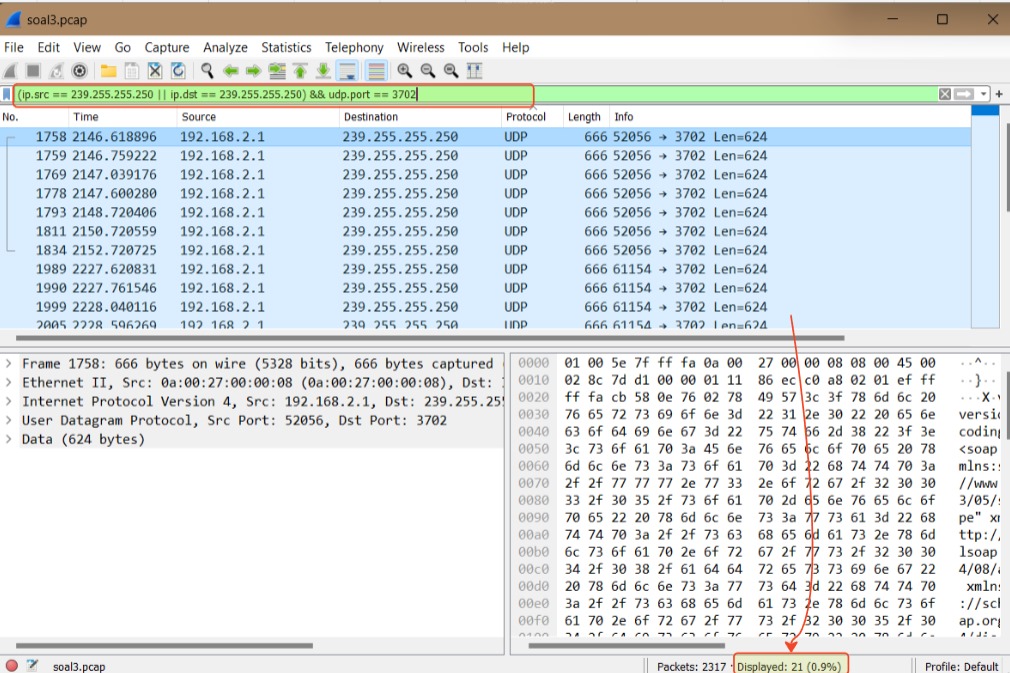 soal3.pcap
File Edit View Go Capture Analyze Statistics Telephony Wireless Tools Help
(ip.src == 239.255.255.250 || ip.dst == 239.255.255.250) && udp.port == 3702
No. Time Source Destination Protocol Length Info
1758 2146.618896 192.168.2.1 239.255.255.250 UDP 666 52056 → 3702 Len=624
1759 2146.759222 192.168.2.1 239.255.255.250 UDP 666 52056 → 3702 Len=624
1769 2147.039176 192.168.2.1 239.255.255.250 UDP 666 52056 → 3702 Len=624
1778 2147.600280 192.168.2.1 239.255.255.250 UDP 666 52056 → 3702 Len=624
1793 2148.720406 192.168.2.1 239.255.255.250 UDP 666 52056 → 3702 Len=624
1811 2150.720559 192.168.2.1 239.255.255.250 UDP 666 52056 → 3702 Len=624
1834 2152.720725 192.168.2.1 239.255.255.250 UDP 666 52056 → 3702 Len=624
1989 2227.620831 192.168.2.1 239.255.255.250 UDP 666 61154 → 3702 Len=624
1990 2227.761546 192.168.2.1 239.255.255.250 UDP 666 61154 → 3702 Len=624
1999 2228.040116 192.168.2.1 239.255.255.250 UDP 666 61154 → 3702 Len=624
2005 2228.596269 192.168.2.1 239.255.255.250 UDP 666 61154 → 3702 Len=624
Frame 1758: 666 bytes on wire (5328 bits), 666 bytes captured
Ethernet II, Src: 0a:00:27:00:00:08 (0a:00:27:00:00:08), Dst:
Internet Protocol Version 4, Src: 192.168.2.1, Dst: 239.255.25
User Datagram Protocol, Src Port: 52056, Dst Port: 3702
Data (624 bytes)
0000 01 00 5e 7f ff fa 0a 00 27 00 00 08 08 00 45 00 ··^·
0010 02 8c 7d d1 00 00 01 11 86 ec c0 a8 02 01 ef ff ··}·
0020 ff fa cb 58 0e 76 02 78 49 57 3c 3f 78 6d 6c 20 ···X·v
0030 76 65 72 73 69 6f 6e 3d 22 31 2e 30 22 20 65 6e versio
0040 63 6f 64 69 6e 67 3d 22 75 74 66 2d 38 22 3f 3e coding
0050 3c 73 6f 61 70 3a 45 6e 76 65 6c 6f 70 65 20 78 <soap
0060 6d 6c 6e 73 3a 73 6f 61 70 3d 22 68 74 74 70 3a mlns:
0070 2f 2f 77 77 77 2e 77 33 2e 6f 72 67 2f 32 30 30 //www
0080 33 2f 30 35 2f 73 6f 61 70 2d 65 6e 76 65 6c 6f 3/05/
0090 70 65 22 20 78 6d 6c 6e 73 3a 77 73 61 3d 22 68 pe" x
00a0 74 74 70 3a 2f 2f 73 63 68 65 6d 61 73 2e 78 6d ttp:/
00b0 6c 73 6f 61 70 2e 6f 72 67 2f 77 73 2f 32 30 30 lsoap
00c0 34 2f 30 38 2f 61 64 64 72 65 73 73 69 6e 67 22 4/08/
00d0 20 78 6d 6c 6e 73 3a 77 73 64 3d 22 68 74 74 70 xmln
00e0 3a 2f 2f 73 63 68 65 6d 61 73 2e 78 6d 6c 73 6f ://sc
00f0 61 70 2e 6f 72 67 2f 77 73 2f 32 30 30 35 2f 30 ap.org
soal3.pcap Packets: 2317 · Displayed: 21 (0.9%) Profile: Default